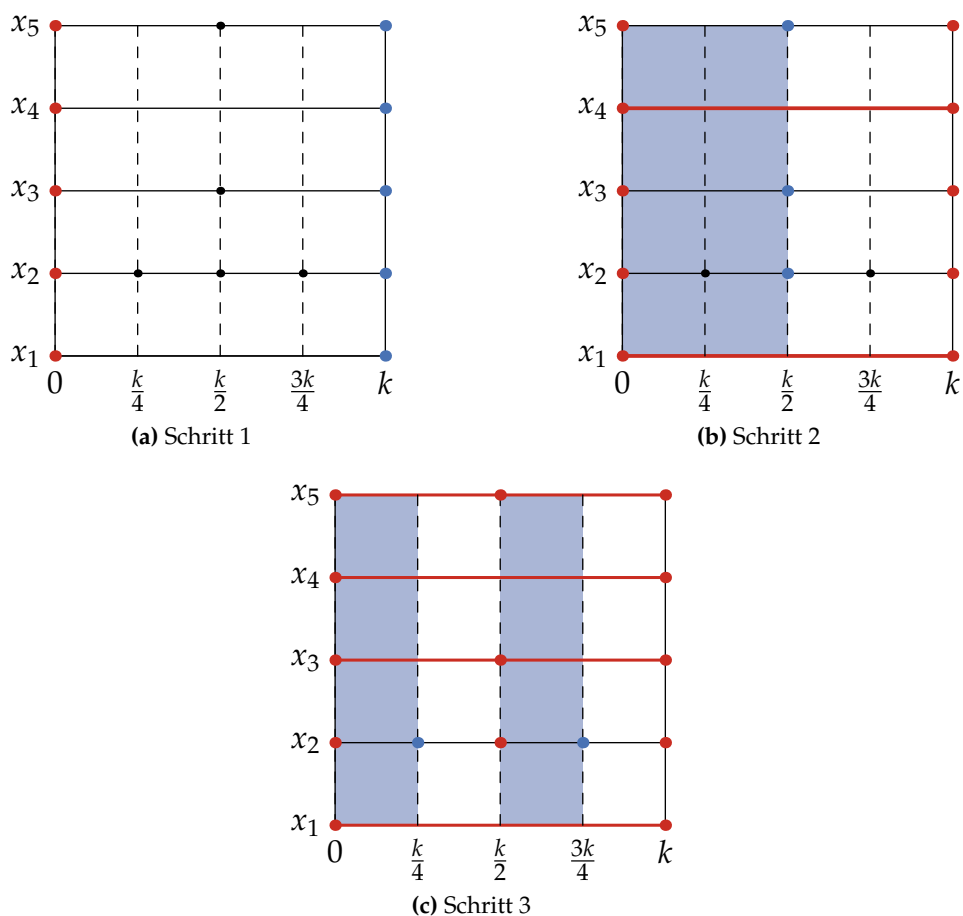 x₅ x₅
x₄ x₄
x₃ x₃
x₂ x₂
x₁ x₁
0 k/4 k/2 3k/4 k 0 k/4 k/2 3k/4 k
(a) Schritt 1 (b) Schritt 2
x₅
x₄
x₃
x₂
x₁
0 k/4 k/2 3k/4 k
(c) Schritt 3